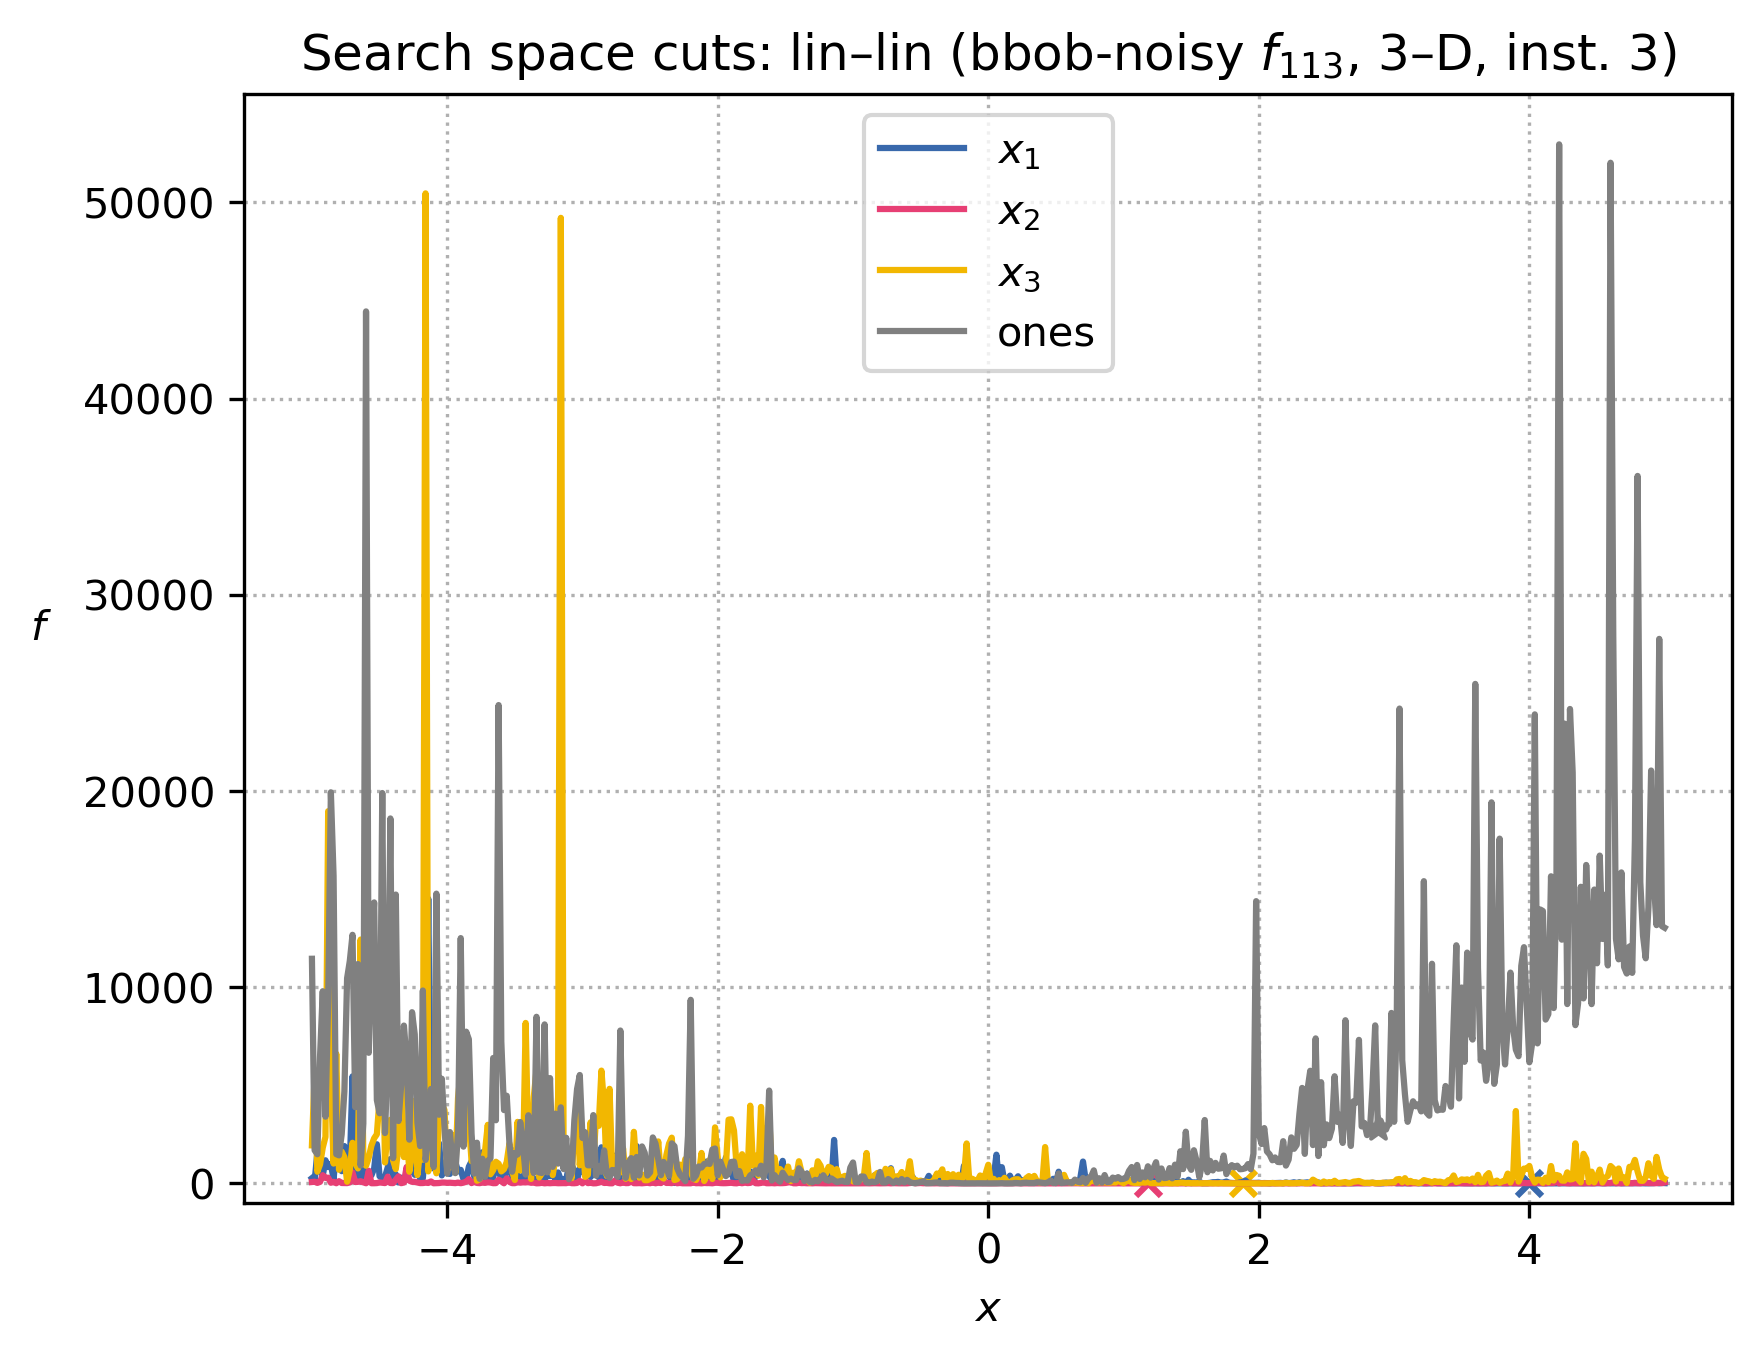 Search space cuts: lin–lin (bbob-noisy f₁₁₃, 3–D, inst. 3)
x₁
x₂
x₃
ones
50000
40000
30000
20000
10000
0
f
−4
−2
0
2
4
x